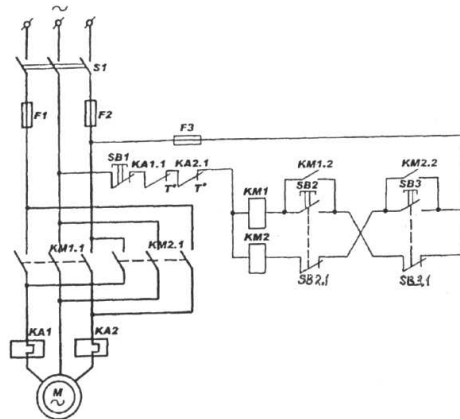 ~
S1
F1
F2
F3
SB1
KA1.1
KA2.1
T°
T°
KM1.2
SB2
KM2.2
SB3
KM1
KM2
SB2.1
SB3.1
KM1.1
KM2.1
KA1
KA2
M
~